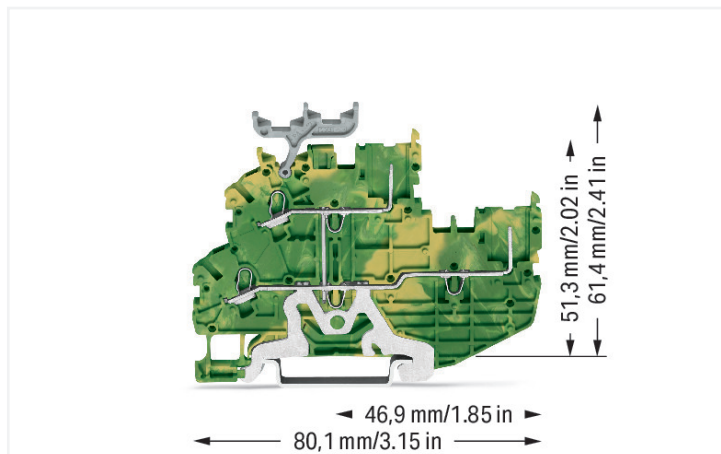 51,3 mm/2.02 in
61,4 mm/2.41 in
46,9 mm/1.85 in
80,1 mm/3.15 in